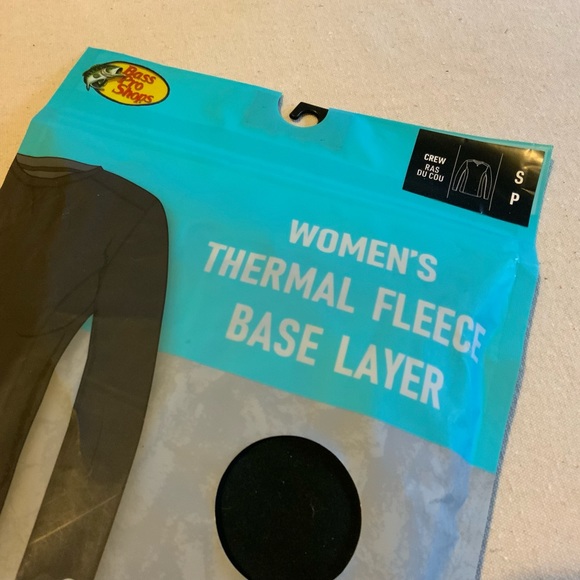 Bass
Pro
Shops
CREW
RAS
DU COU
S
P
WOMEN'S
THERMAL FLEECE
BASE LAYER